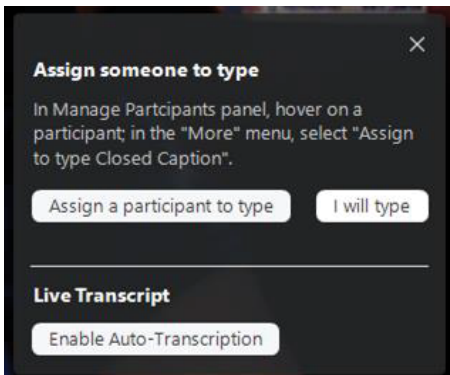 Assign someone to type
In Manage Partcipants panel, hover on a
participant; in the "More" menu, select "Assign
to type Closed Caption".
Assign a participant to type
I will type
Live Transcript
Enable Auto-Transcription